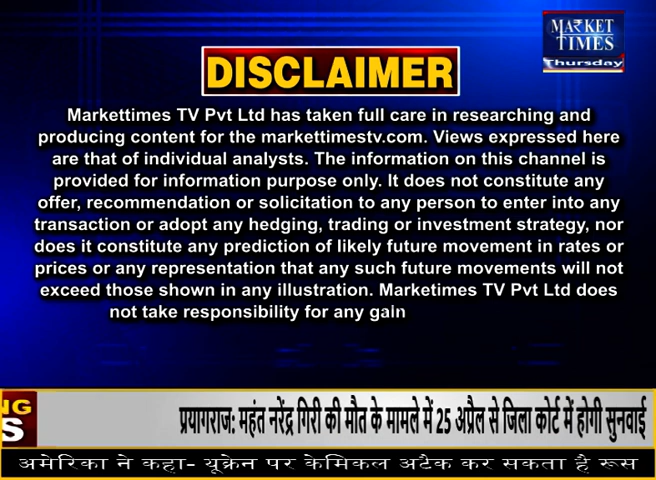 MARKET
TIMES
Thursday
DISCLAIMER
Markettimes TV Pvt Ltd has taken full care in researching and
producing content for the markettimestv.com. Views expressed here
are that of individual analysts. The information on this channel is
provided for information purpose only. It does not constitute any
offer, recommendation or solicitation to any person to enter into any
transaction or adopt any hedging, trading or investment strategy, nor
does it constitute any prediction of likely future movement in rates or
prices or any representation that any such future movements will not
exceed those shown in any illustration. Marketimes TV Pvt Ltd does
not take responsibility for any gain
NG
S
प्रयागराज: महंत नरेंद्र गिरी की मौत के मामले में 25 अप्रैल से जिला कोर्ट में होगी सुनवाई
अमेरिका ने कहा- यूक्रेन पर केमिकल अटैक कर सकता है रूस